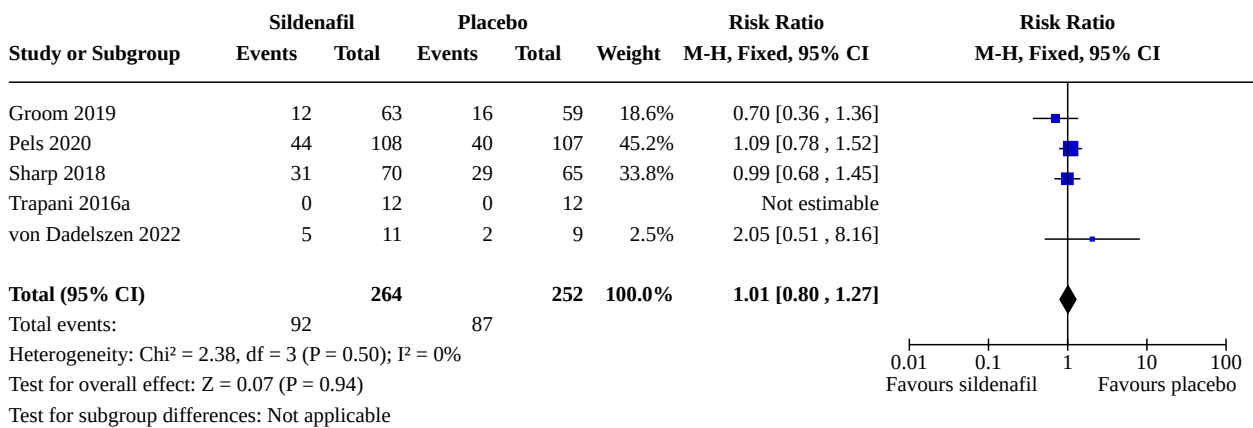 Sildenafil Placebo Risk Ratio Risk Ratio
Study or Subgroup Events Total Events Total Weight M-H, Fixed, 95% CI M-H, Fixed, 95% CI
Groom 2019 12 63 16 59 18.6% 0.70 [0.36 , 1.36]
Pels 2020 44 108 40 107 45.2% 1.09 [0.78 , 1.52]
Sharp 2018 31 70 29 65 33.8% 0.99 [0.68 , 1.45]
Trapani 2016a 0 12 0 12 Not estimable
von Dadelszen 2022 5 11 2 9 2.5% 2.05 [0.51 , 8.16]
Total (95% CI) 264 252 100.0% 1.01 [0.80 , 1.27]
Total events: 92 87
Heterogeneity: Chi² = 2.38, df = 3 (P = 0.50); I² = 0%
Test for overall effect: Z = 0.07 (P = 0.94)
Test for subgroup differences: Not applicable
0.01 0.1 1 10 100
Favours sildenafil Favours placebo